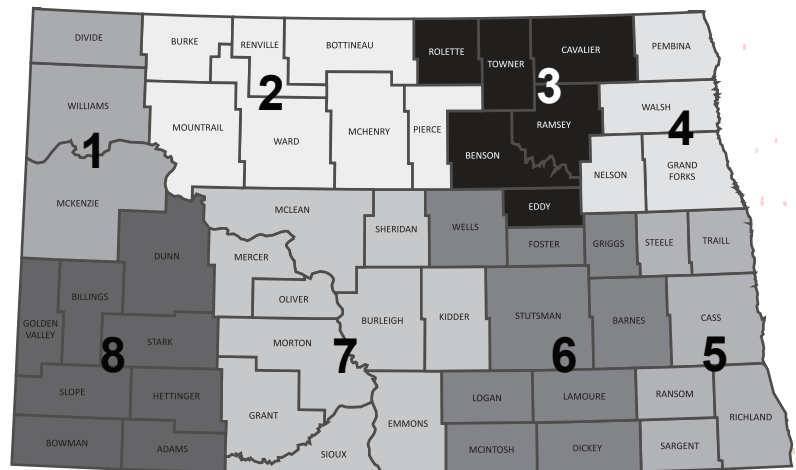 DIVIDE
BURKE
RENVILLE
BOTTINEAU
ROLETTE
TOWNER
CAVALIER
PEMBINA
WILLIAMS
2
3
WALSH
4
MOUNTRAIL
WARD
MCHENRY
PIERCE
RAMSEY
1
BENSON
NELSON
GRAND
FORKS
MCKENZIE
MCLEAN
EDDY
SHERIDAN
WELLS
FOSTER
GRIGGS
STEELE
TRAILL
DUNN
MERCER
BILLINGS
OLIVER
GOLDEN
VALLEY
BURLEIGH
KIDDER
STUTSMAN
BARNES
CASS
STARK
MORTON
8
7
6
5
SLOPE
HETTINGER
LOGAN
LAMOURE
RANSOM
GRANT
EMMONS
RICHLAND
BOWMAN
ADAMS
SIOUX
MCINTOSH
DICKEY
SARGENT